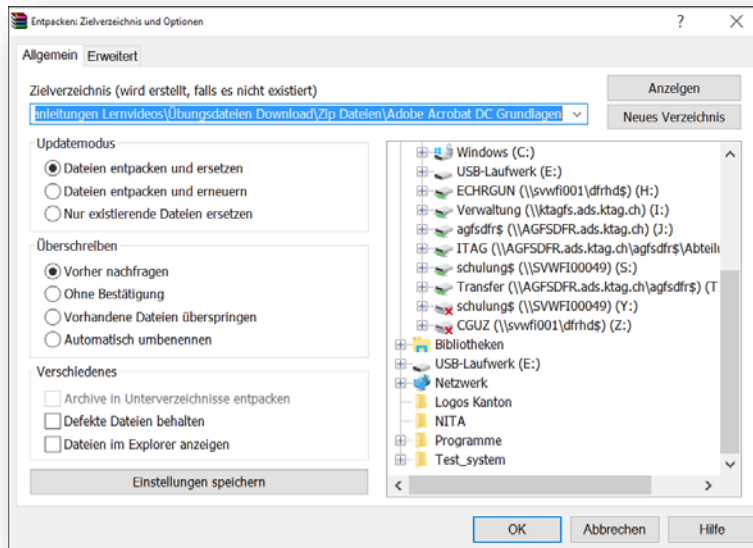 Entpacken: Zielverzeichnis und Optionen
?
Allgemein
Erweitert
Zielverzeichnis (wird erstellt, falls es nicht existiert)
Anzeigen
anleitungen Lernvideos\Übungsdateien Download\Zip Dateien\Adobe Acrobat DC Grundlagen
Neues Verzeichnis
Updatemodus
Dateien entpacken und ersetzen
Dateien entpacken und erneuern
Nur existierende Dateien ersetzen
Überschreiben
Vorher nachfragen
Ohne Bestätigung
Vorhandene Dateien überspringen
Automatisch umbenennen
Verschiedenes
Archive in Unterverzeichnisse entpacken
Defekte Dateien behalten
Dateien im Explorer anzeigen
Einstellungen speichern
Windows (C:)
USB-Laufwerk (E:)
ECHRGUN (\\svwfi001\dfrhd$) (H:)
Verwaltung (\\ktagfs.ads.ktag.ch) (I:)
agfsdfr$ (\\AGFSDFR.ads.ktag.ch) (J:)
ITAG (\\AGFSDFR.ads.ktag.ch\agfsdfr$\Abteilu
schulung$ (\\SVWFI00049) (S:)
Transfer (\\AGFSDFR.ads.ktag.ch\agfsdfr$) (T
schulung$ (\\SVWFI00049) (Y:)
CGUZ (\\svwfi001\dfrhd$) (Z:)
Bibliotheken
USB-Laufwerk (E:)
Netzwerk
Logos Kanton
NITA
Programme
Test_system
OK
Abbrechen
Hilfe